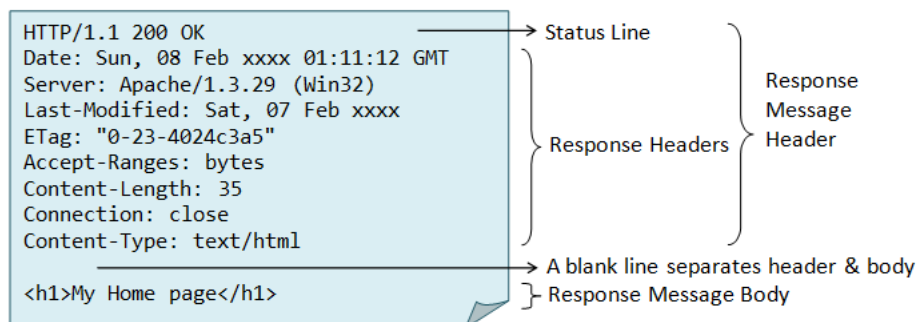 HTTP/1.1 200 OK
Date: Sun, 08 Feb xxxx 01:11:12 GMT
Server: Apache/1.3.29 (Win32)
Last-Modified: Sat, 07 Feb xxxx
ETag: "0-23-4024c3a5"
Accept-Ranges: bytes
Content-Length: 35
Connection: close
Content-Type: text/html
<h1>My Home page</h1>
Status Line
Response Headers
Response
Message
Header
A blank line separates header & body
Response Message Body